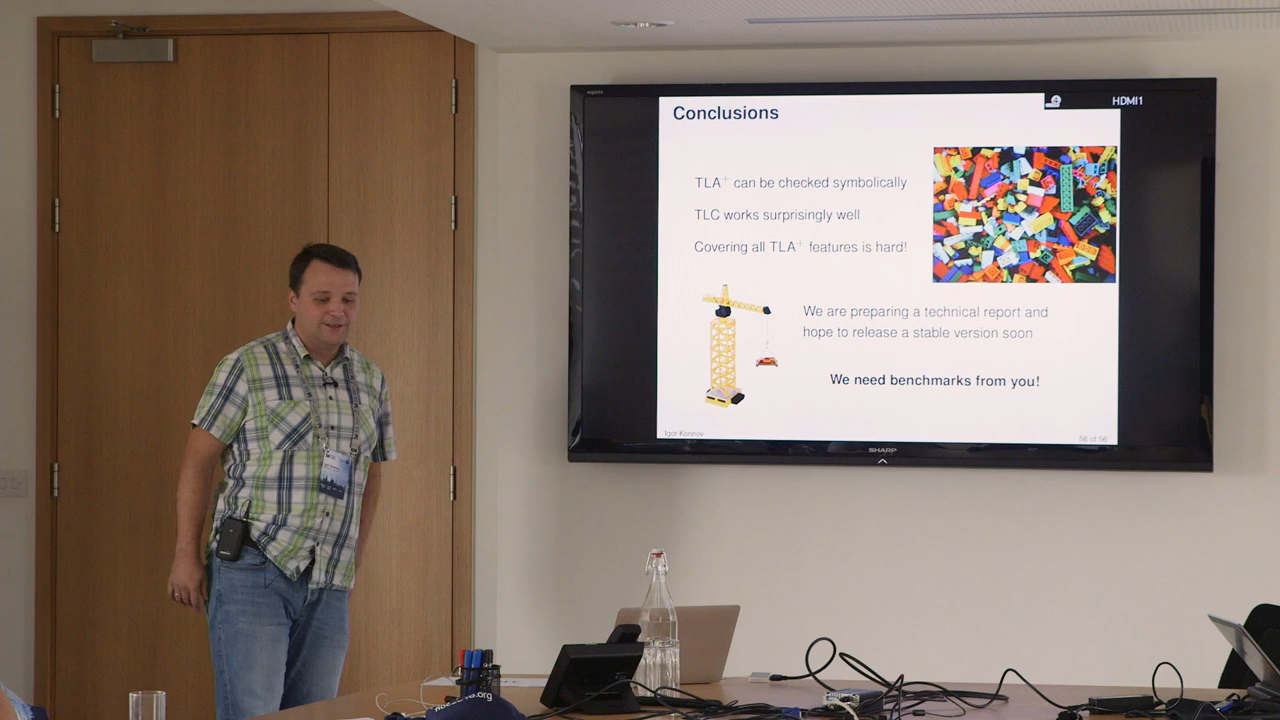 AQUOS
HDMI1
Conclusions
TLA+ can be checked symbolically
TLC works surprisingly well
Covering all TLA+ features is hard!
We are preparing a technical report and
hope to release a stable version soon
We need benchmarks from you!
Igor Konnov
56 of 56
SHARP